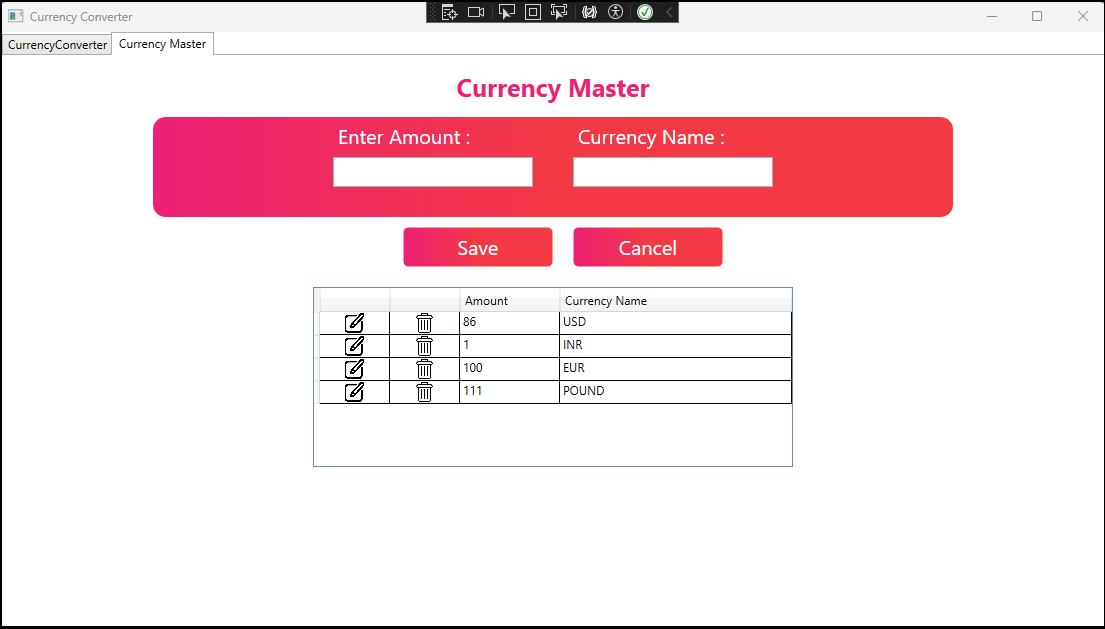 Currency Converter
CurrencyConverter Currency Master
Currency Master
Enter Amount : Currency Name :
Save Cancel
Amount Currency Name
86 USD
1 INR
100 EUR
111 POUND